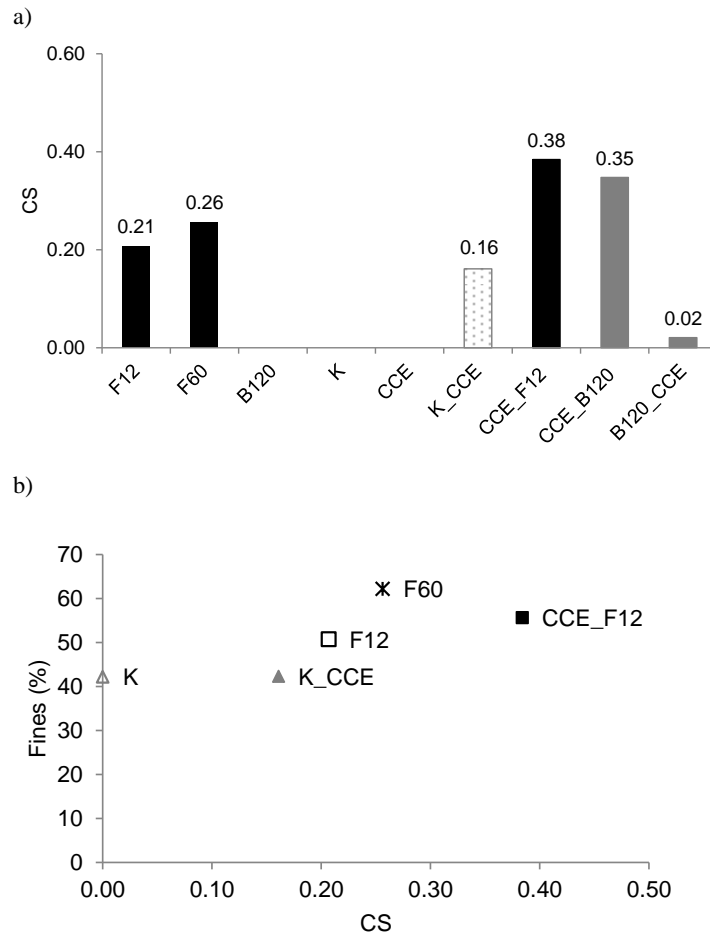 a)
0.60
0.40
0.20
0.00
CS
0.21
0.26
0.16
0.38
0.35
0.02
F12
F60
B120
K
CCE
K_CCE
CCE_F12
CCE_B120
B120_CCE
b)
70
60
50
40
30
20
10
0
Fines (%)
F60
CCE_F12
F12
K
K_CCE
0.00 0.10 0.20 0.30 0.40 0.50
CS